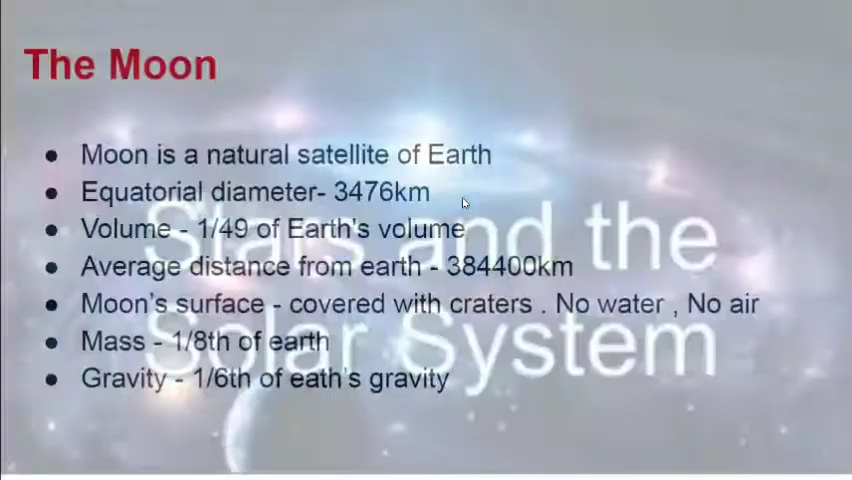 The Moon
● Moon is a natural satellite of Earth
● Equatorial diameter- 3476km
● Volume - 1/49 of Earth's volume
● Average distance from earth - 384400km
● Moon's surface - covered with craters . No water , No air
● Mass - 1/8th of earth
● Gravity - 1/6th of eath's gravity
Stars and the
Solar System